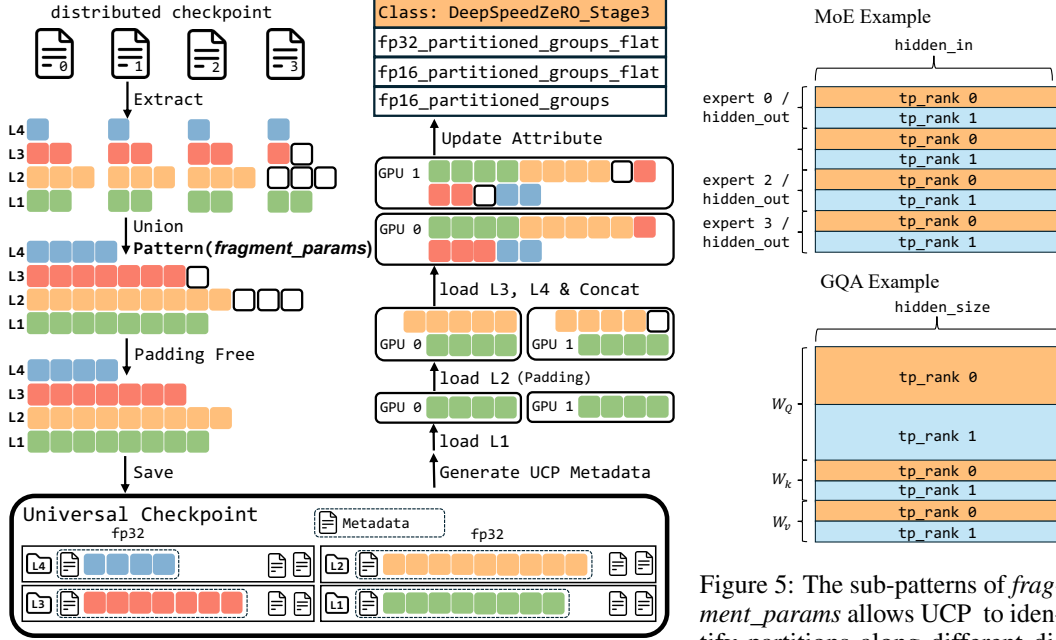 distributed checkpoint
0
1
2
3
Extract
L4
L3
L2
L1
Union
Pattern(fragment_params)
L4
L3
L2
L1
Padding Free
L4
L3
L2
L1
Save
Class: DeepSpeedZeRO_Stage3
fp32_partitioned_groups_flat
fp16_partitioned_groups_flat
fp16_partitioned_groups
Update Attribute
GPU 1
GPU 0
load L3, L4 & Concat
GPU 0
GPU 1
load L2 (Padding)
GPU 0
GPU 1
load L1
Generate UCP Metadata
Universal Checkpoint
Metadata
fp32
fp32
L4
L2
L3
L1
MoE Example
hidden_in
expert 0 /
hidden_out
tp_rank 0
tp_rank 1
tp_rank 0
tp_rank 1
expert 2 /
hidden_out
tp_rank 0
tp_rank 1
expert 3 /
hidden_out
tp_rank 0
tp_rank 1
GQA Example
hidden_size
W_Q
tp_rank 0
tp_rank 1
W_k
tp_rank 0
tp_rank 1
W_v
tp_rank 0
tp_rank 1
Figure 5: The sub-patterns of frag-
ment_params allows UCP to iden-
tify partitions along different di-